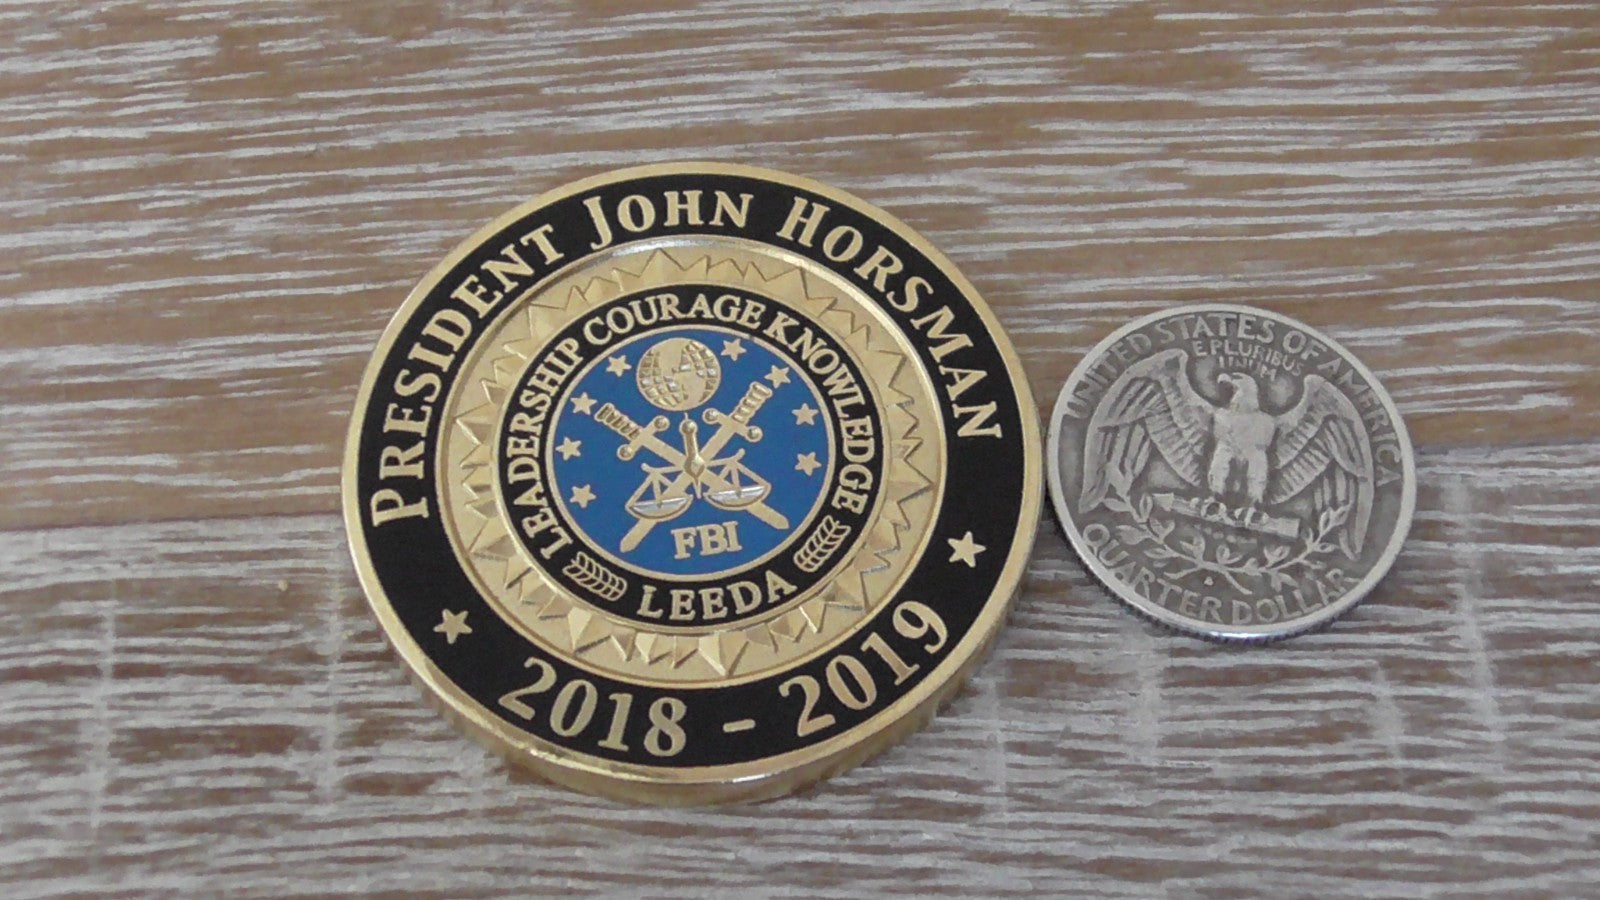 PRESIDENT JOHN HORSMAN
2018 - 2019
LEADERSHIP COURAGE KNOWLEDGE
FBI
LEEDA
UNITED STATES OF AMERICA
E PLURIBUS
UNUM
QUARTER DOLLAR